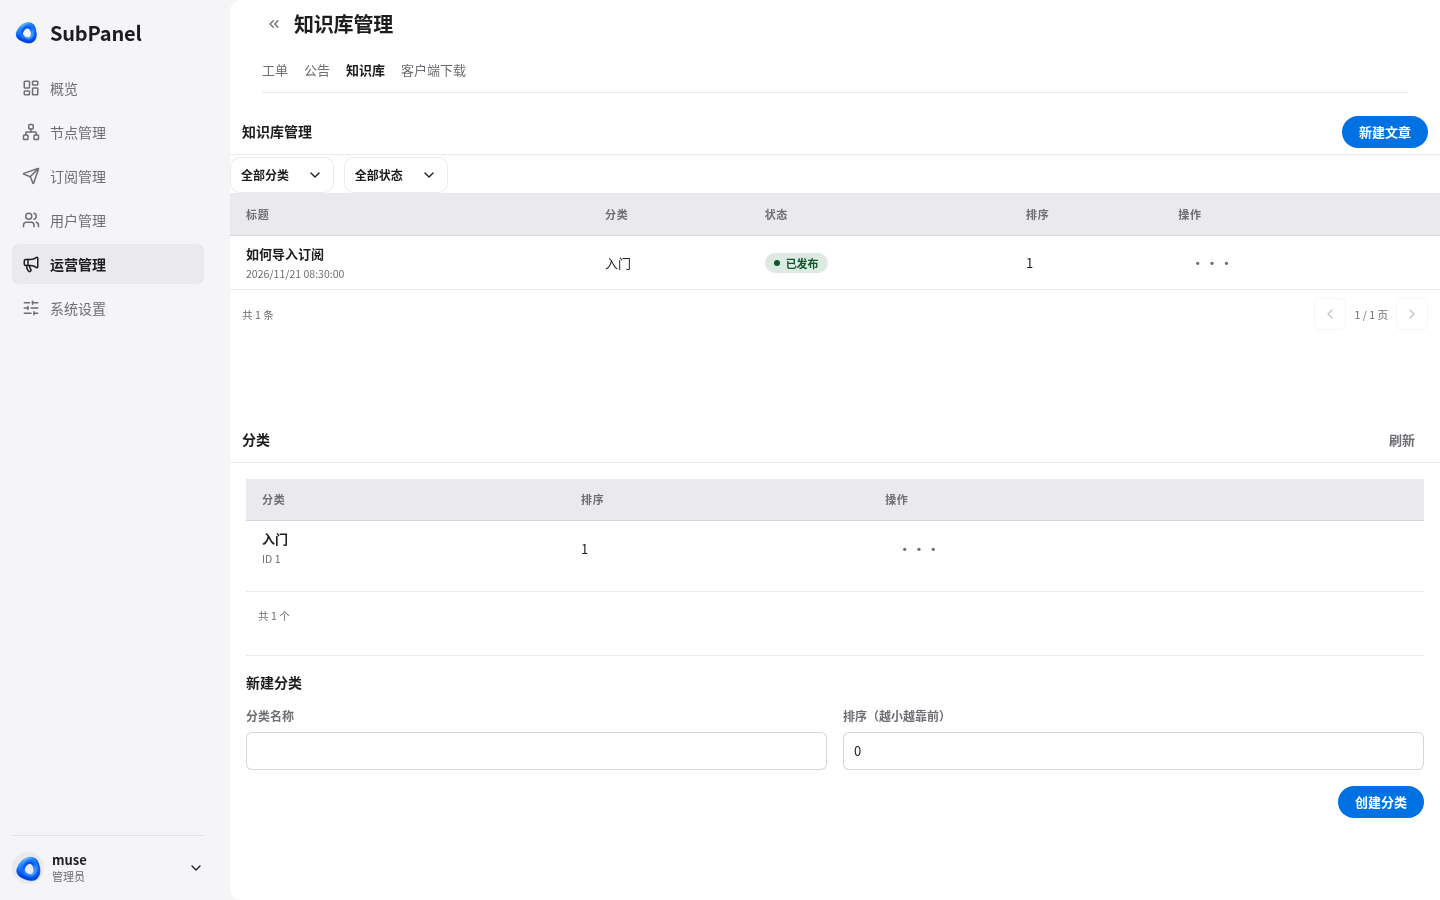 SubPanel
概览
节点管理
订阅管理
用户管理
运营管理
系统设置
muse
管理员
知识库管理
工单 公告 知识库 客户端下载
知识库管理
新建文章
全部分类 全部状态
标题 分类 状态 排序 操作
如何导入订阅
2026/11/21 08:30:00
入门 已发布 1
共 1 条
1 / 1 页
分类
刷新
分类 排序 操作
入门
ID 1
1
共 1 个
新建分类
分类名称 排序（越小越靠前）
0
创建分类